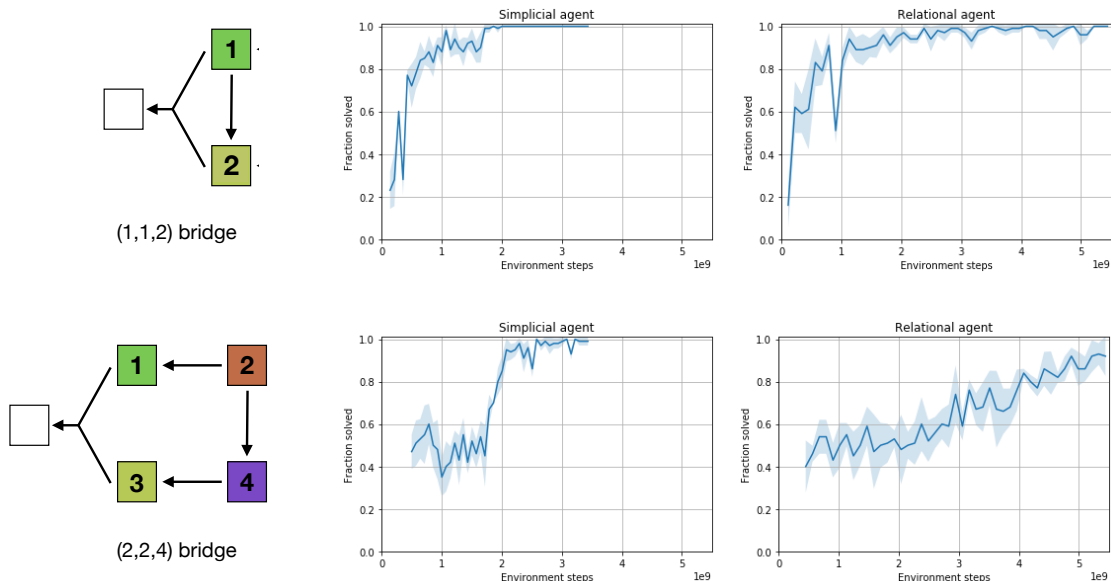 1
2
(1,1,2) bridge
Simplicial agent
Fraction solved
1.0
0.8
0.6
0.4
0.2
0.0
0 1 2 3 4 5
1e9
Environment steps
Relational agent
Fraction solved
1.0
0.8
0.6
0.4
0.2
0.0
0 1 2 3 4 5
1e9
Environment steps
1 2
3 4
(2,2,4) bridge
Simplicial agent
Fraction solved
1.0
0.8
0.6
0.4
0.2
0.0
0 1 2 3 4 5
1e9
Environment steps
Relational agent
Fraction solved
1.0
0.8
0.6
0.4
0.2
0.0
0 1 2 3 4 5
1e9
Environment steps